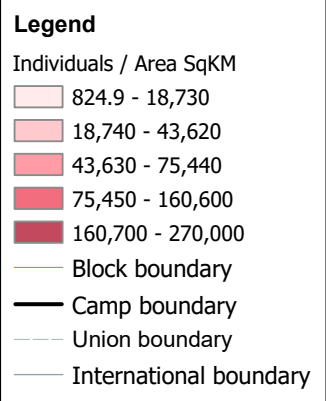 Legend
Individuals / Area SqKM
824.9 - 18,730
18,740 - 43,620
43,630 - 75,440
75,450 - 160,600
160,700 - 270,000
Block boundary
Camp boundary
Union boundary
International boundary